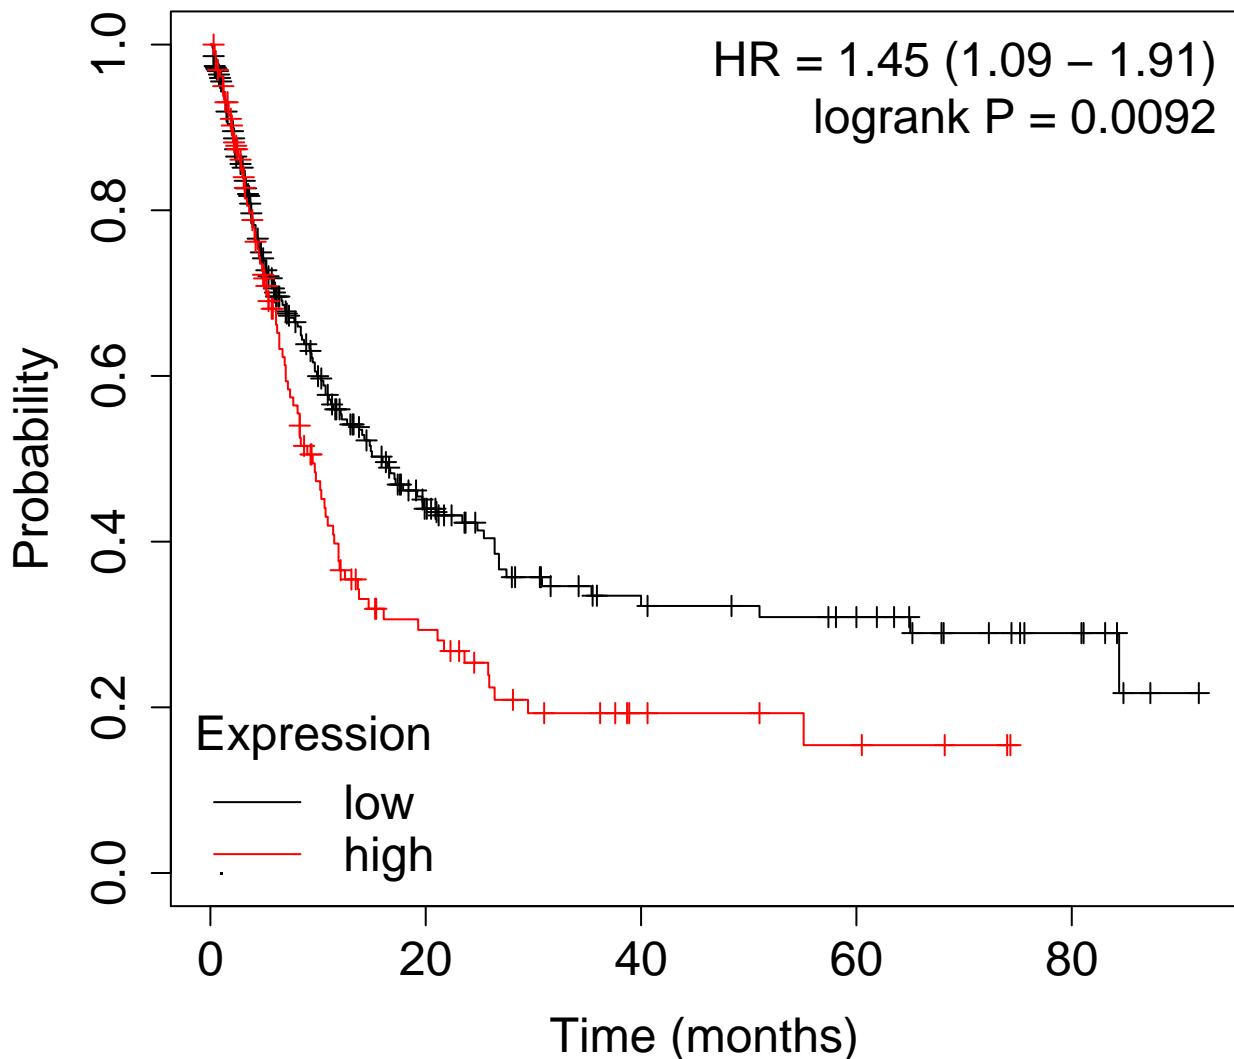 HR = 1.45 (1.09 − 1.91)
logrank P = 0.0092
1.0
0.8
0.6
0.4
0.2
0.0
Probability
Expression
low
high
0 20 40 60 80
Time (months)